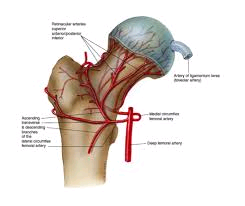 Retinacular arteries
superior
anterior/posterior
inferior
Artery of ligamentum teres
(foveolar artery)
Ascending
transverse
& descending
branches of
the lateral circumflex
femoral artery
Medial circumflex
femoral artery
Deep femoral artery